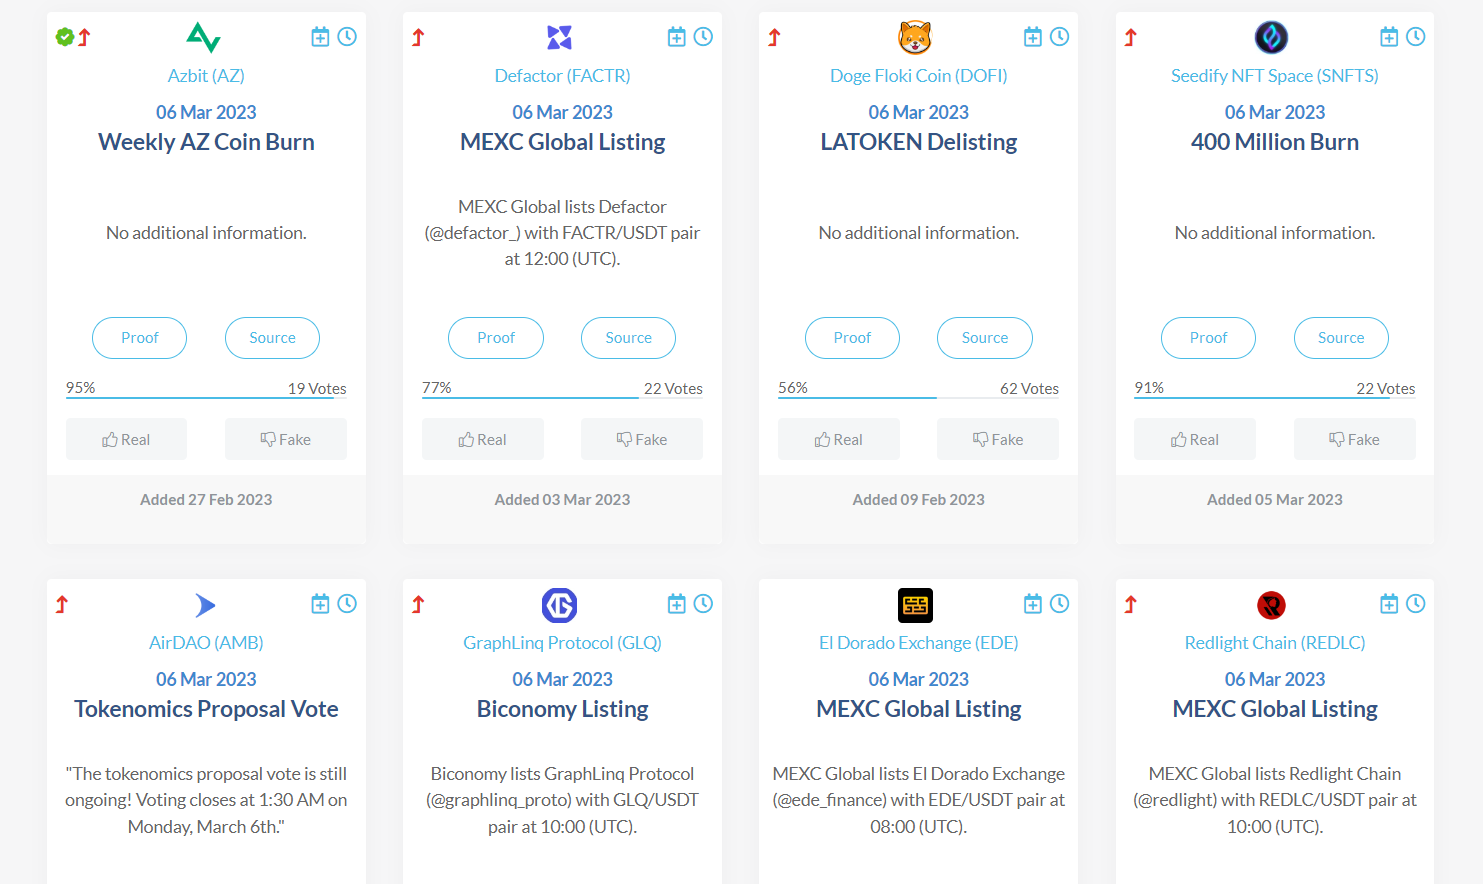 Azbit (AZ)
06 Mar 2023
Weekly AZ Coin Burn
No additional information.
Proof Source
95% 19 Votes
Real Fake
Added 27 Feb 2023
Defactor (FACTR)
06 Mar 2023
MEXC Global Listing
MEXC Global lists Defactor
(@defactor_) with FACTR/USDT pair
at 12:00 (UTC).
Proof Source
77% 22 Votes
Real Fake
Added 03 Mar 2023
Doge Floki Coin (DOFI)
06 Mar 2023
LATOKEN Delisting
No additional information.
Proof Source
56% 62 Votes
Real Fake
Added 09 Feb 2023
Seedify NFT Space (SNFTS)
06 Mar 2023
400 Million Burn
No additional information.
Proof Source
91% 22 Votes
Real Fake
Added 05 Mar 2023
AirDAO (AMB)
06 Mar 2023
Tokenomics Proposal Vote
"The tokenomics proposal vote is still
ongoing! Voting closes at 1:30 AM on
Monday, March 6th."
GraphLinq Protocol (GLQ)
06 Mar 2023
Biconomy Listing
Biconomy lists GraphLinq Protocol
(@graphlinq_proto) with GLQ/USDT
pair at 10:00 (UTC).
El Dorado Exchange (EDE)
06 Mar 2023
MEXC Global Listing
MEXC Global lists El Dorado Exchange
(@ede_finance) with EDE/USDT pair at
08:00 (UTC).
Redlight Chain (REDLC)
06 Mar 2023
MEXC Global Listing
MEXC Global lists Redlight Chain
(@redlight) with REDLC/USDT pair at
10:00 (UTC).